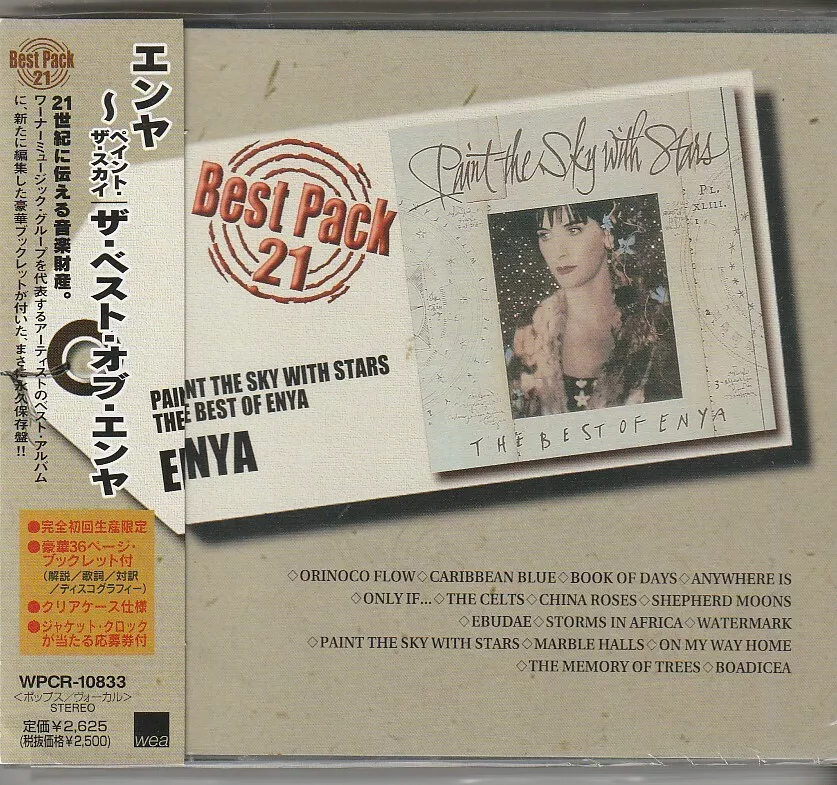 Best Pack
21
エンヤ
〜ペイント・ザ・スカイ
ザ・ベスト・オブ・エンヤ
21世紀に伝える音楽財産。
ワーナーミュージック・グループを代表するアーティストのベスト・アルバム
に、新たに編集した豪華ブックレットが付いた、まさに永久保存盤!!
●完全初回生産限定
●豪華36ページ・
ブックレット付
(解説/歌詞/対訳
/ディスコグラフィー)
●クリアケース仕様
●ジャケット・クロック
が当たる応募券付
WPCR-10833
<ポップス/ヴォーカル>
STEREO
定価¥2,625
(税抜価格¥2,500)
wea
Best Pack
21
PAINT THE SKY WITH STARS
THE BEST OF ENYA
ENYA
Paint the Sky with Stars
PL.
XLIII.
THE BEST OF ENYA
◇ORINOCO FLOW◇CARIBBEAN BLUE◇BOOK OF DAYS◇ANYWHERE IS
◇ONLY IF...◇THE CELTS◇CHINA ROSES◇SHEPHERD MOONS
◇EBUDAE◇STORMS IN AFRICA◇WATERMARK
◇PAINT THE SKY WITH STARS◇MARBLE HALLS◇ON MY WAY HOME
◇THE MEMORY OF TREES◇BOADICEA